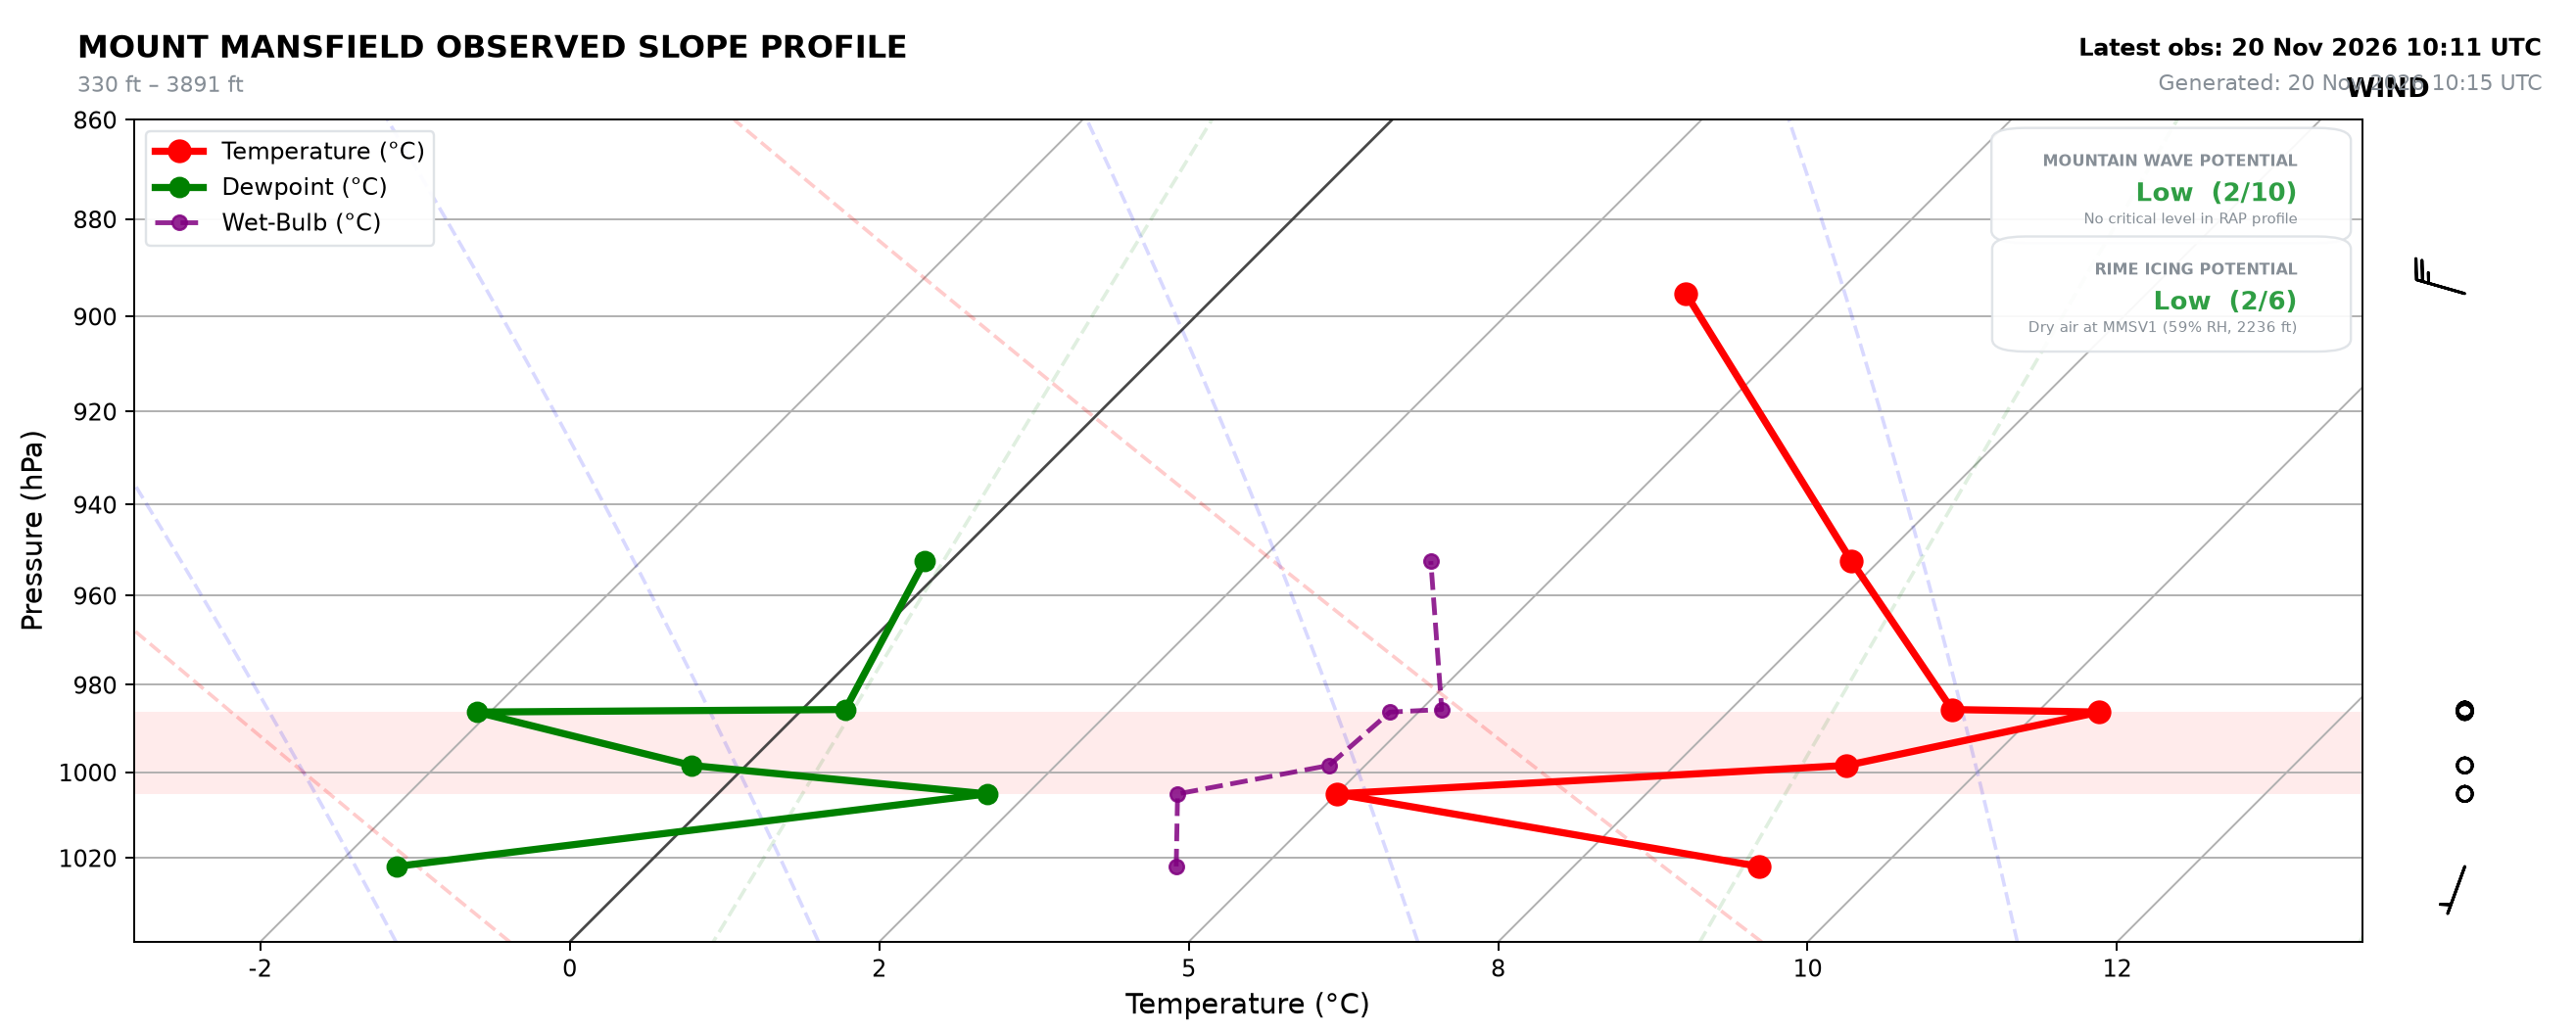 MOUNT MANSFIELD OBSERVED SLOPE PROFILE
330 ft – 3891 ft
Latest obs: 20 Nov 2026 10:11 UTC
Generated: 20 Nov 2026 10:15 UTC
WIND
Temperature (°C)
Dewpoint (°C)
Wet-Bulb (°C)
MOUNTAIN WAVE POTENTIAL
Low (2/10)
No critical level in RAP profile
RIME ICING POTENTIAL
Low (2/6)
Dry air at MMSV1 (59% RH, 2236 ft)
Pressure (hPa)
860
880
900
920
940
960
980
1000
1020
-2
0
2
5
8
10
12
Temperature (°C)